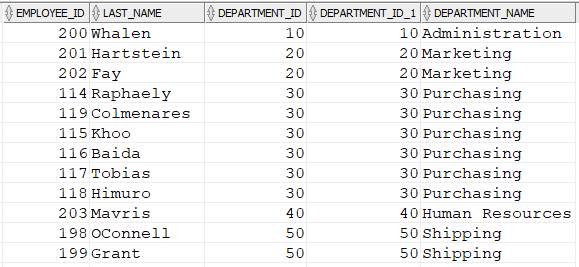 EMPLOYEE_ID LAST_NAME DEPARTMENT_ID DEPARTMENT_ID_1 DEPARTMENT_NAME
200 Whalen 10 10 Administration
201 Hartstein 20 20 Marketing
202 Fay 20 20 Marketing
114 Raphaely 30 30 Purchasing
119 Colmenares 30 30 Purchasing
115 Khoo 30 30 Purchasing
116 Baida 30 30 Purchasing
117 Tobias 30 30 Purchasing
118 Himuro 30 30 Purchasing
203 Mavris 40 40 Human Resources
198 OConnell 50 50 Shipping
199 Grant 50 50 Shipping